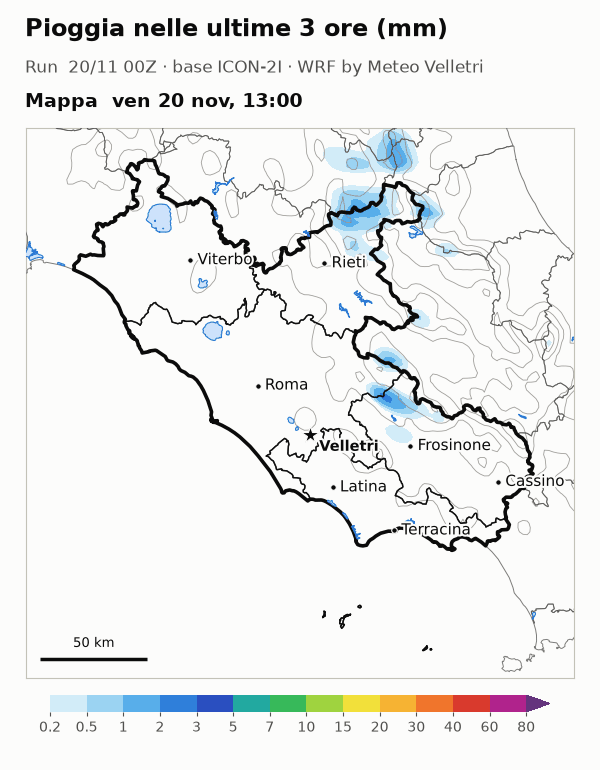 Pioggia nelle ultime 3 ore (mm)
Run  20/11 00Z · base ICON-2I · WRF by Meteo Velletri
Mappa  ven 20 nov, 13:00
Viterbo
Rieti
Roma
Velletri
Frosinone
Latina
Cassino
Terracina
50 km
0.2 0.5 1 2 3 5 7 10 15 20 30 40 60 80